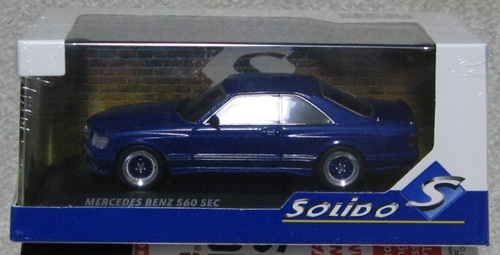 MERCEDES BENZ 560 SEC
SOLIDO
S